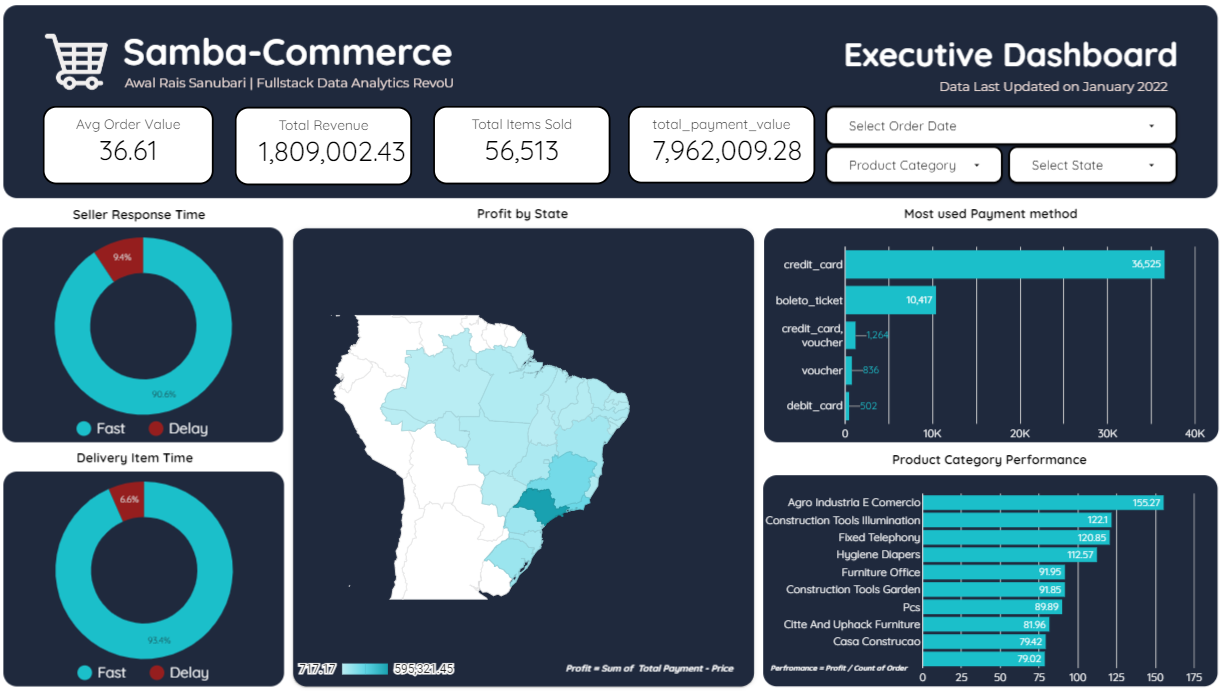 Samba-Commerce
Awal Rais Sanubari | Fullstack Data Analytics RevoU
Executive Dashboard
Data Last Updated on January 2022
Avg Order Value
36.61
Total Revenue
1,809,002.43
Total Items Sold
56,513
total_payment_value
7,962,009.28
Select Order Date
Product Category
Select State
Seller Response Time
9.4%
90.6%
Fast
Delay
Delivery Item Time
6.6%
93.4%
Fast
Delay
Profit by State
717.17
595,321.45
Profit = Sum of Total Payment - Price
Most used Payment method
credit_card
36,525
boleto_ticket
10,417
credit_card,
voucher
1,264
voucher
836
debit_card
502
0
10K
20K
30K
40K
Product Category Performance
Agro Industria E Comercio
155.27
Construction Tools Illumination
122.1
Fixed Telephony
120.85
Hygiene Diapers
112.57
Furniture Office
91.95
Construction Tools Garden
91.85
Pcs
89.89
Citte And Uphack Furniture
81.96
Casa Construcao
79.42
79.02
0
25
50
75
100
125
150
175
Perfromance = Profit / Count of Order